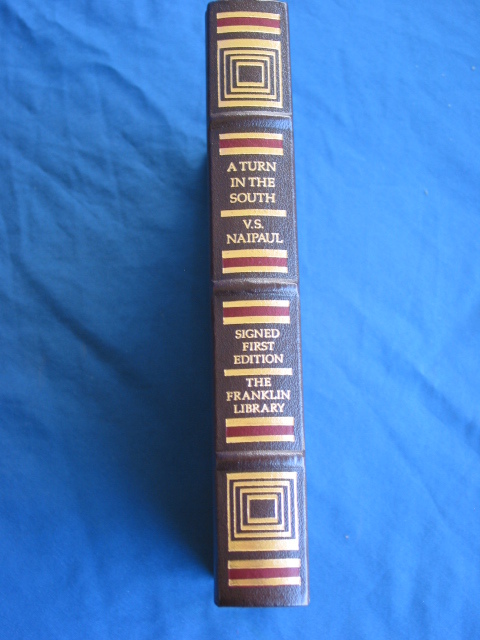 A TURN
IN THE
SOUTH
V.S.
NAIPAUL
SIGNED
FIRST
EDITION
THE
FRANKLIN
LIBRARY